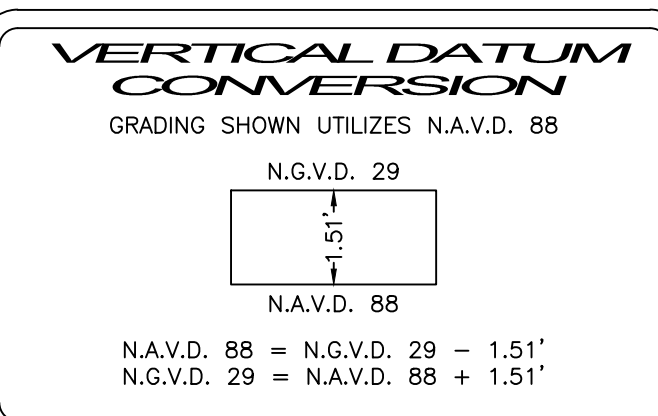 VERTICAL DATUM
CONVERSION
GRADING SHOWN UTILIZES N.A.V.D. 88
N.G.V.D. 29
1.51'
N.A.V.D. 88
N.A.V.D. 88 = N.G.V.D. 29 - 1.51'
N.G.V.D. 29 = N.A.V.D. 88 + 1.51'